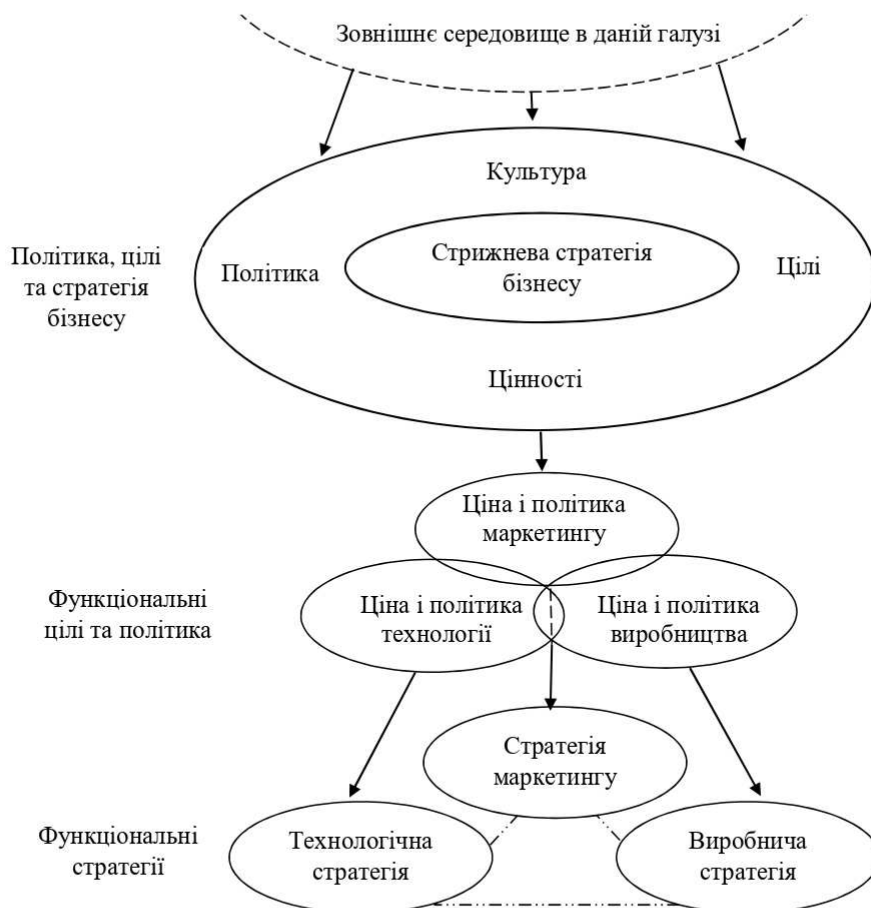 Зовнішнє середовище в даній галузі
Культура
Політика, цілі
та стратегія
бізнесу
Політика
Стрижнева стратегія
бізнесу
Цілі
Цінності
Ціна і політика
маркетингу
Функціональні
цілі та політика
Ціна і політика
технології
Ціна і політика
виробництва
Стратегія
маркетингу
Функціональні
стратегії
Технологічна
стратегія
Виробнича
стратегія